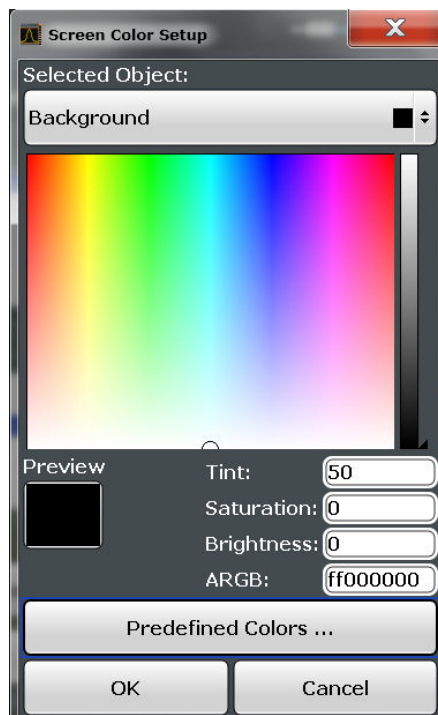 Screen Color Setup
Selected Object:
Background
Preview
Tint: 50
Saturation: 0
Brightness: 0
ARGB: ff000000
Predefined Colors ...
OK Cancel